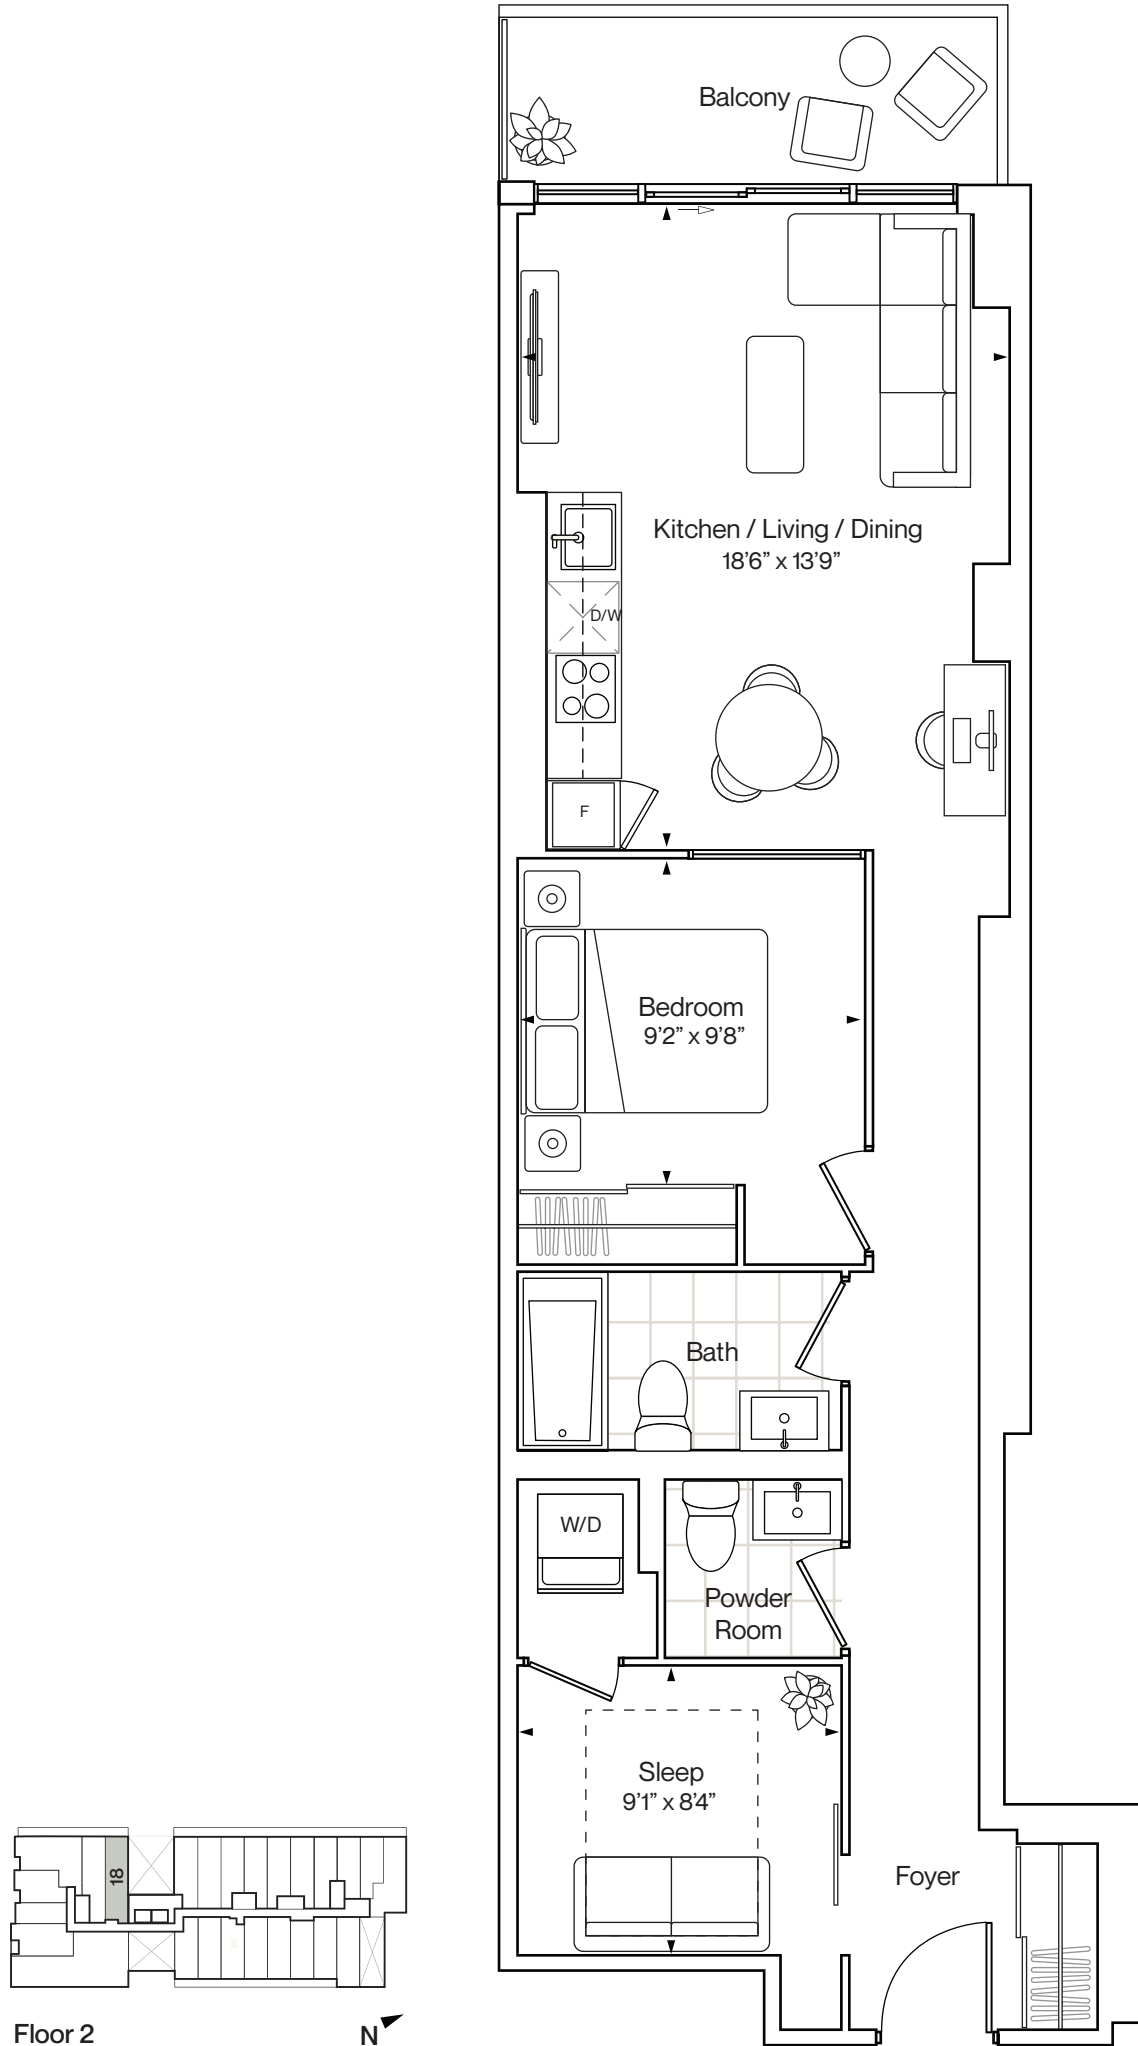 Balcony
Kitchen / Living / Dining
18’6” x 13’9”
D/W
F
Bedroom
9’2” x 9’8”
Bath
W/D
Powder
Room
Sleep
9’1” x 8’4”
Foyer
18
Floor 2
N